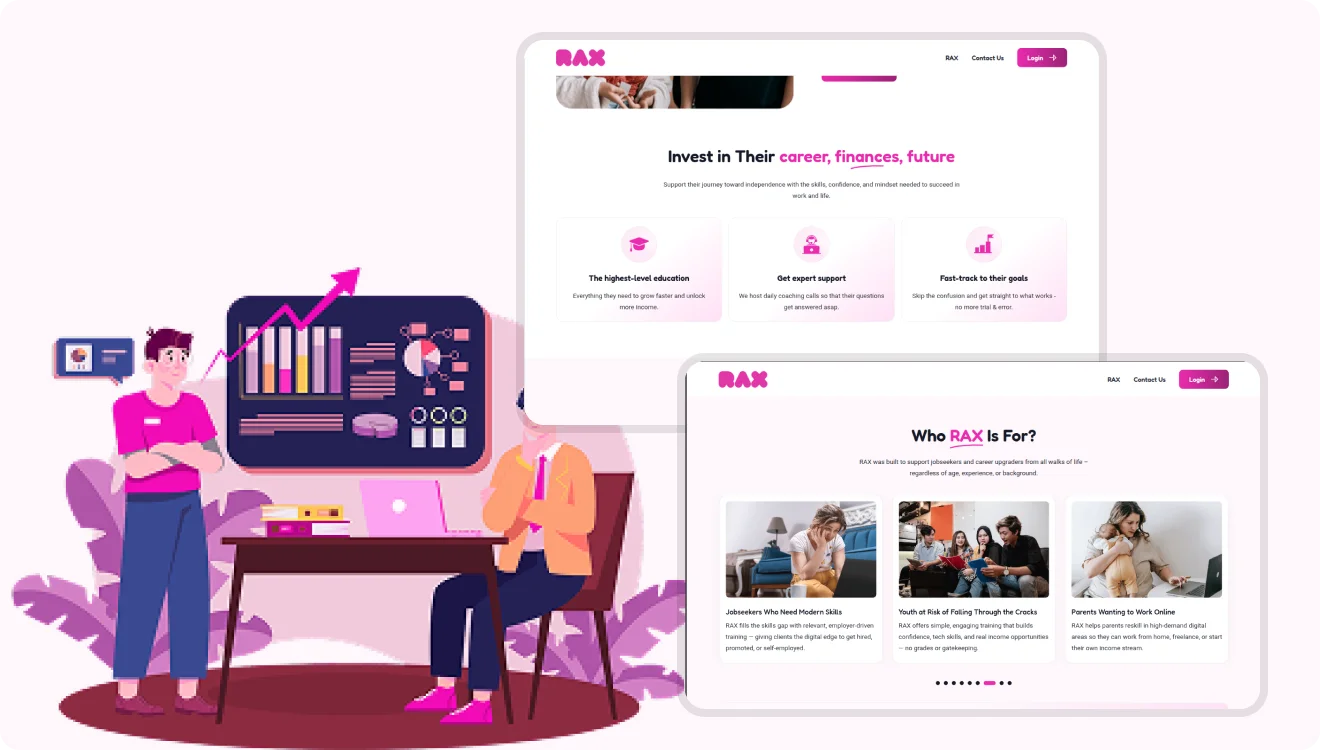 RAX
RAX
Contact Us
Login
Invest in Their career, finances, future
Support their journey toward independence with the skills, confidence, and mindset needed to succeed in
work and life.
The highest-level education
Everything they need to grow faster and unlock
more income.
Get expert support
We host daily coaching calls so that their questions
get answered asap.
Fast-track to their goals
Skip the confusion and get straight to what works -
no more trial & error.
RAX
RAX
Contact Us
Login
Who RAX Is For?
RAX was built to support jobseekers and career upgraders from all walks of life –
regardless of age, experience, or background.
Jobseekers Who Need Modern Skills
RAX fills the skills gap with relevant, employer-driven
training — giving clients the digital edge to get hired,
promoted, or self-employed.
Youth at Risk of Falling Through the Cracks
RAX offers simple, engaging training that builds
confidence, tech skills, and real income opportunities
— no grades or gatekeeping.
Parents Wanting to Work Online
RAX helps parents reskill in high-demand digital
areas so they can work from home, freelance, or start
their own income stream.